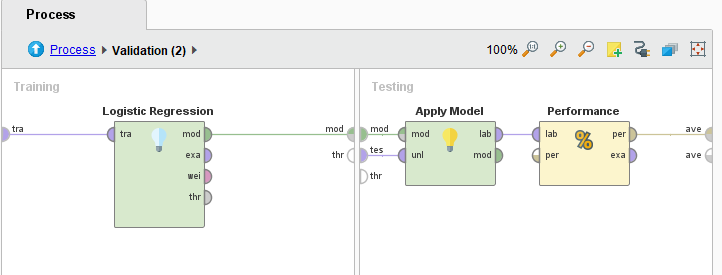 Process
Process ▸ Validation (2) ▸ 100%
Training
Logistic Regression
tra
tra
mod
mod
exa
thr
wei
thr
Testing
Apply Model
Performance
mod
mod
lab
lab
per
ave
tes
unl
mod
per
exa
ave
thr